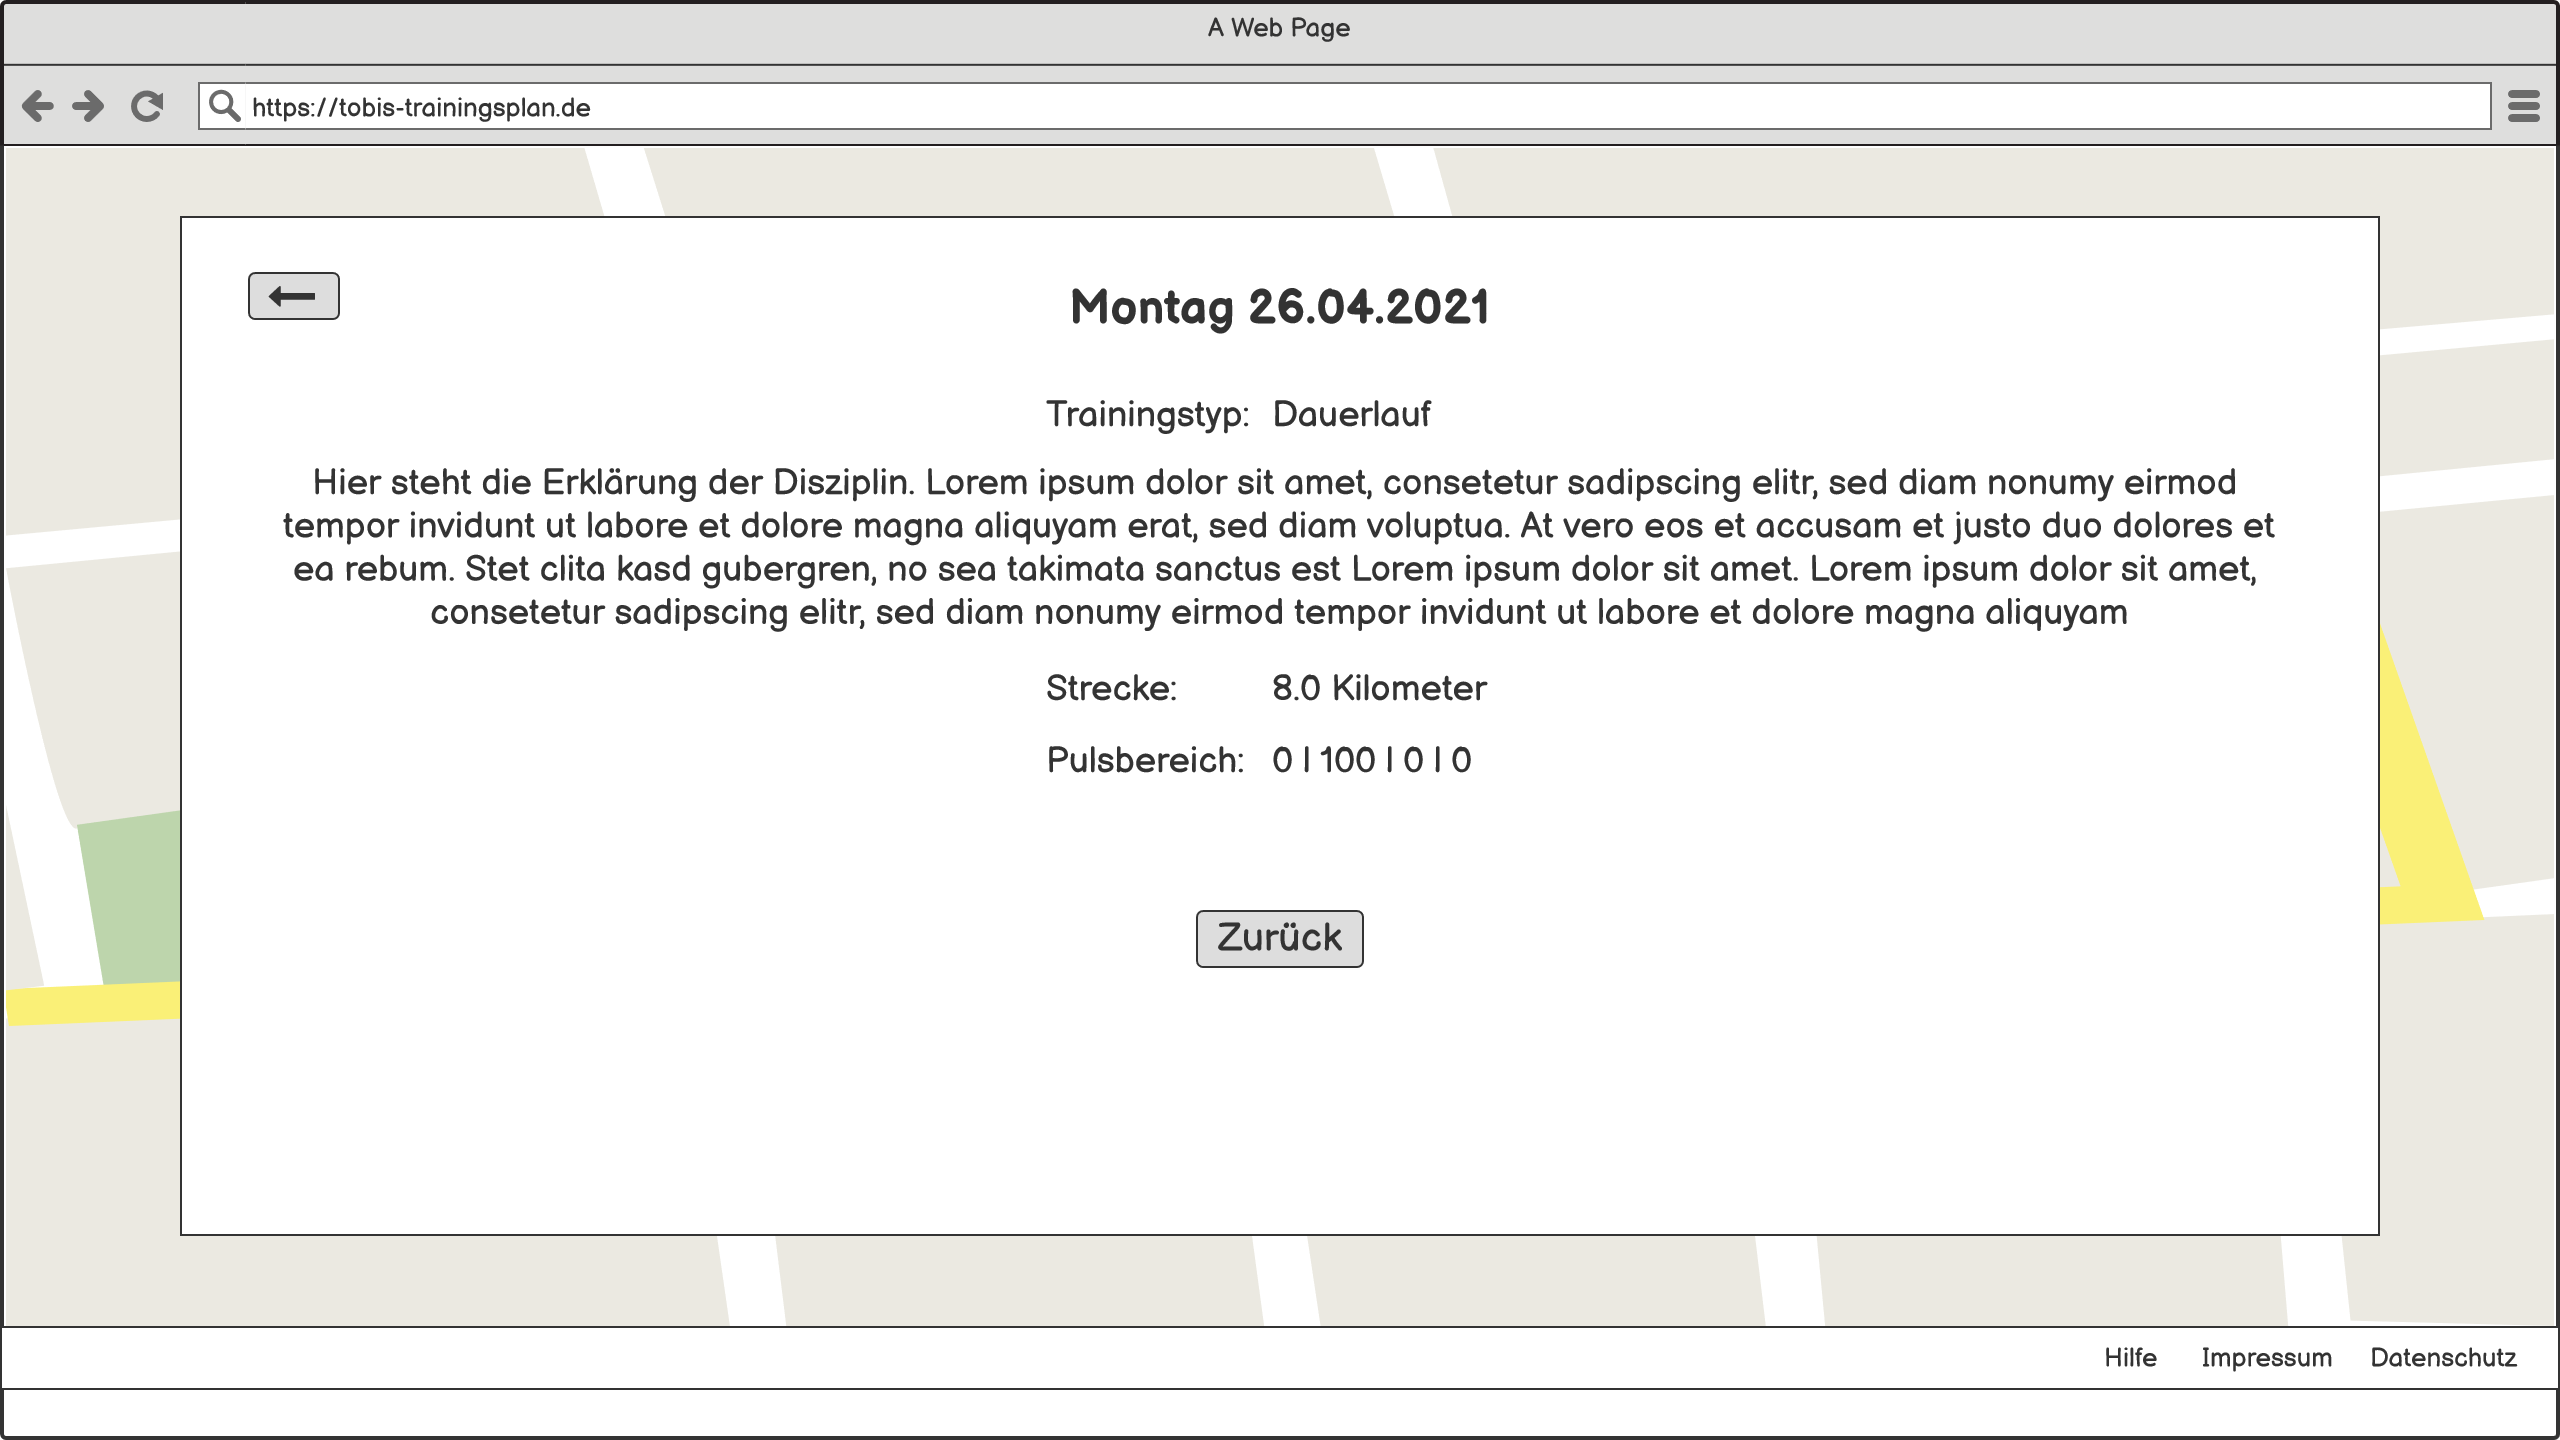 A Web Page
https://tobis-trainingsplan.de
Montag 26.04.2021
Trainingstyp: Dauerlauf
Hier steht die Erklärung der Disziplin. Lorem ipsum dolor sit amet, consetetur sadipscing elitr, sed diam nonumy eirmod
tempor invidunt ut labore et dolore magna aliquyam erat, sed diam voluptua. At vero eos et accusam et justo duo dolores et
ea rebum. Stet clita kasd gubergren, no sea takimata sanctus est Lorem ipsum dolor sit amet. Lorem ipsum dolor sit amet,
consetetur sadipscing elitr, sed diam nonumy eirmod tempor invidunt ut labore et dolore magna aliquyam
Strecke: 8.0 Kilometer
Pulsbereich: 0 | 100 | 0 | 0
Zurück
Hilfe Impressum Datenschutz